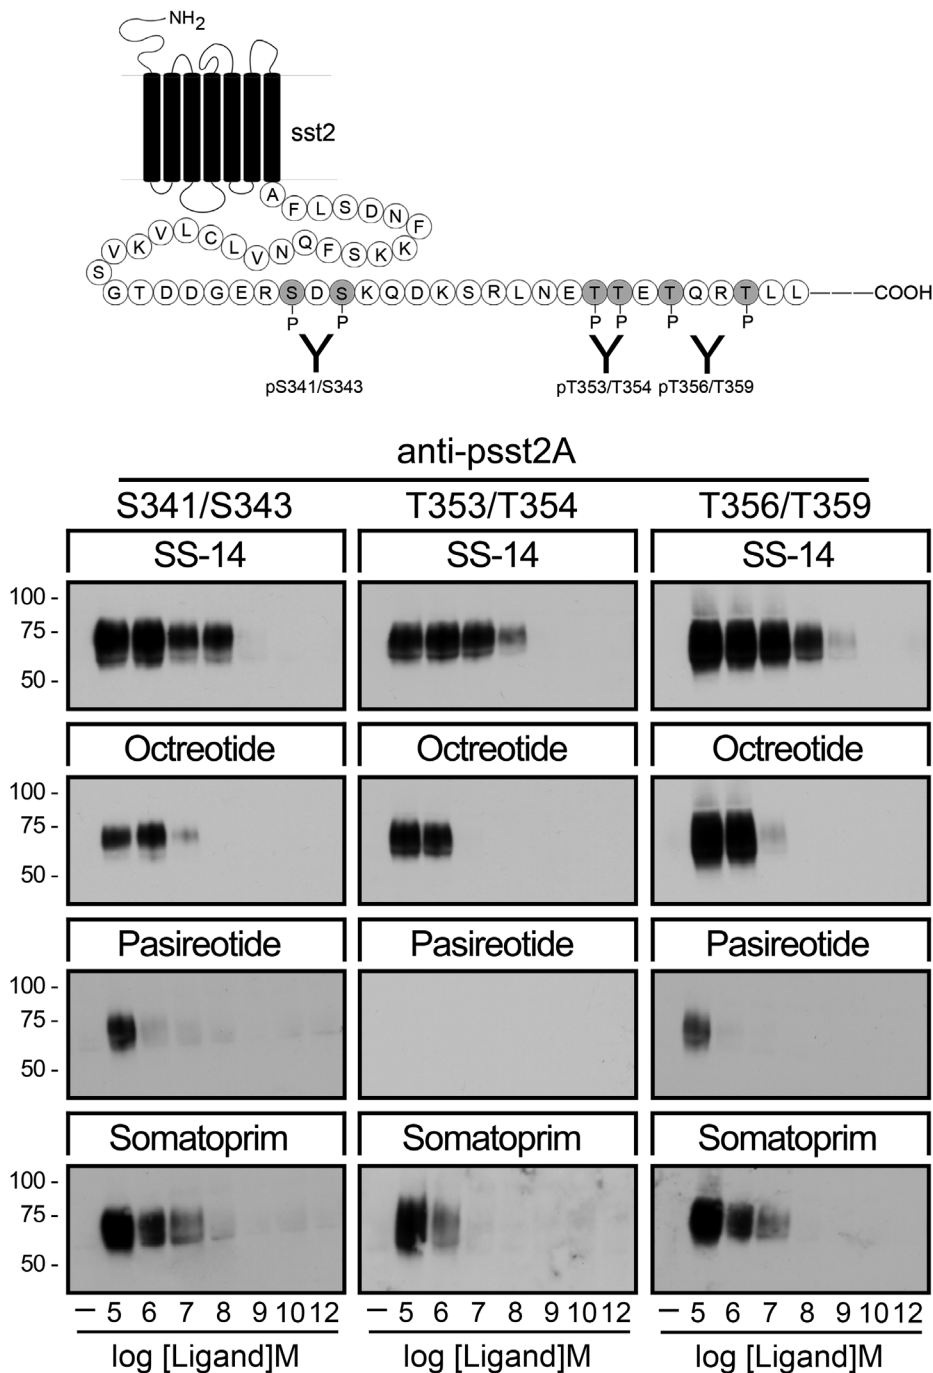 NH2
sst2
A F L S D N F
S V K V L C L V N Q F S K K
G T D D G E R S D S K Q D K S R L N E T T E T Q R T L L COOH
P P P P P P
pS341/S343 pT353/T354 pT356/T359
anti-psst2A
S341/S343 T353/T354 T356/T359
SS-14 SS-14 SS-14
100 -
75 -
50 -
Octreotide Octreotide Octreotide
100 -
75 -
50 -
Pasireotide Pasireotide Pasireotide
100 -
75 -
50 -
Somatoprim Somatoprim Somatoprim
100 -
75 -
50 -
— 5 6 7 8 9 10 12 — 5 6 7 8 9 10 12 — 5 6 7 8 9 10 12
log [Ligand]M log [Ligand]M log [Ligand]M